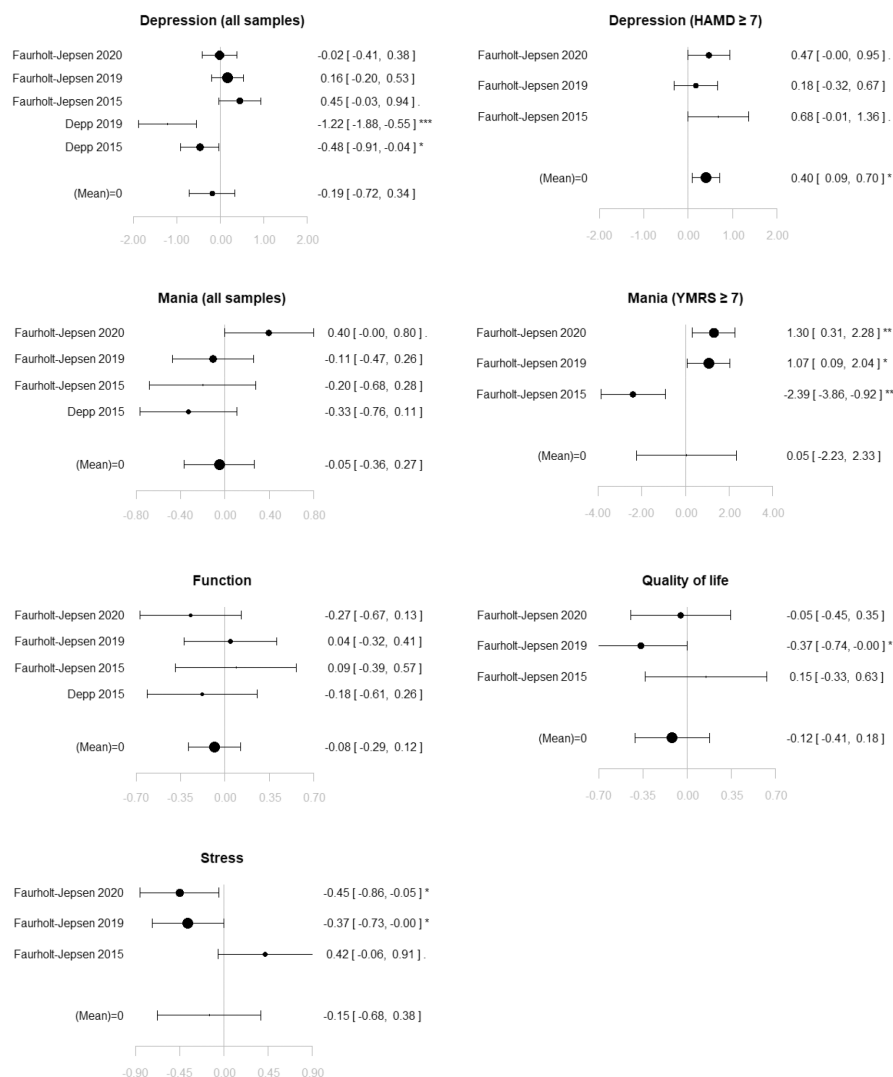 Depression (all samples)
Faurholt-Jepsen 2020 -0.02 [ -0.41, 0.38]
Faurholt-Jepsen 2019 0.16 [ -0.20, 0.53]
Faurholt-Jepsen 2015 0.45 [ -0.03, 0.94] .
Depp 2019 -1.22 [ -1.88, -0.55] ***
Depp 2015 -0.48 [ -0.91, -0.04] *
(Mean)=0 -0.19 [ -0.72, 0.34]
-2.00 -1.00 0.00 1.00 2.00
Depression (HAMD ≥ 7)
Faurholt-Jepsen 2020 0.47 [ -0.00, 0.95] .
Faurholt-Jepsen 2019 0.18 [ -0.32, 0.67]
Faurholt-Jepsen 2015 0.68 [ -0.01, 1.36] .
(Mean)=0 0.40 [ 0.09, 0.70] *
-2.00 -1.00 0.00 1.00 2.00
Mania (all samples)
Faurholt-Jepsen 2020 0.40 [ -0.00, 0.80] .
Faurholt-Jepsen 2019 -0.11 [ -0.47, 0.26]
Faurholt-Jepsen 2015 -0.20 [ -0.68, 0.28]
Depp 2015 -0.33 [ -0.76, 0.11]
(Mean)=0 -0.05 [ -0.36, 0.27]
-0.80 -0.40 0.00 0.40 0.80
Mania (YMRS ≥ 7)
Faurholt-Jepsen 2020 1.30 [ 0.31, 2.28] **
Faurholt-Jepsen 2019 1.07 [ 0.09, 2.04] *
Faurholt-Jepsen 2015 -2.39 [ -3.86, -0.92] **
(Mean)=0 0.05 [ -2.23, 2.33]
-4.00 -2.00 0.00 2.00 4.00
Function
Faurholt-Jepsen 2020 -0.27 [ -0.67, 0.13]
Faurholt-Jepsen 2019 0.04 [ -0.32, 0.41]
Faurholt-Jepsen 2015 0.09 [ -0.39, 0.57]
Depp 2015 -0.18 [ -0.61, 0.26]
(Mean)=0 -0.08 [ -0.29, 0.12]
-0.70 -0.35 0.00 0.35 0.70
Quality of life
Faurholt-Jepsen 2020 -0.05 [ -0.45, 0.35]
Faurholt-Jepsen 2019 -0.37 [ -0.74, -0.00] *
Faurholt-Jepsen 2015 0.15 [ -0.33, 0.63]
(Mean)=0 -0.12 [ -0.41, 0.18]
-0.70 -0.35 0.00 0.35 0.70
Stress
Faurholt-Jepsen 2020 -0.45 [ -0.86, -0.05] *
Faurholt-Jepsen 2019 -0.37 [ -0.73, -0.00] *
Faurholt-Jepsen 2015 0.42 [ -0.06, 0.91] .
(Mean)=0 -0.15 [ -0.68, 0.38]
-0.90 -0.45 0.00 0.45 0.90